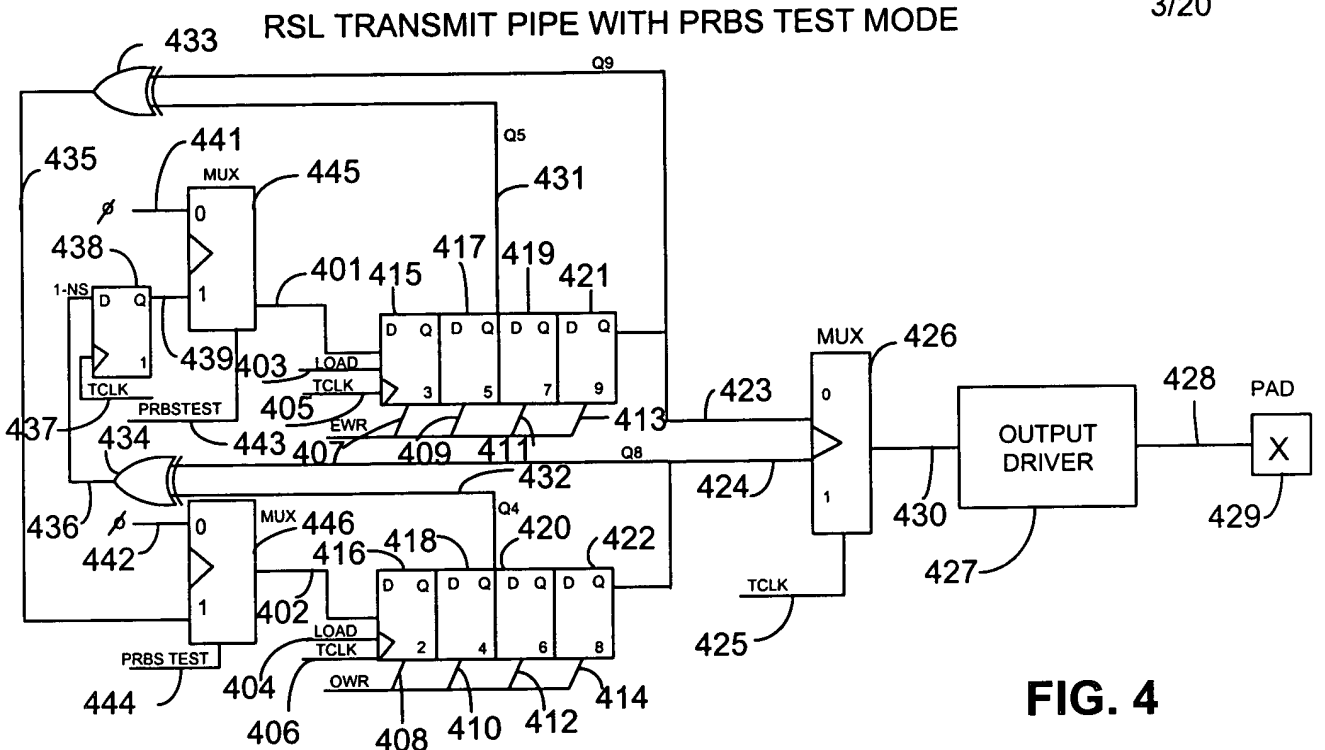 3/20
RSL TRANSMIT PIPE WITH PRBS TEST MODE
433
Q9
Q5
435
441
MUX
445
431
0
438
1-NS
D Q
1
1
401
415
417
419
421
D Q
D Q
D Q
D Q
3
5
7
9
439
403
LOAD
TCLK
405
TCLK
437
PRBSTEST
443
EWR
407
409
411
413
423
MUX
426
0
1
424
430
OUTPUT
DRIVER
427
428
PAD
X
429
434
Q8
432
436
442
0
MUX
446
1
402
Q4
416
418
420
422
D Q
D Q
D Q
D Q
2
4
6
8
LOAD
TCLK
404
406
PRBS TEST
444
OWR
408
410
412
414
TCLK
425
FIG. 4